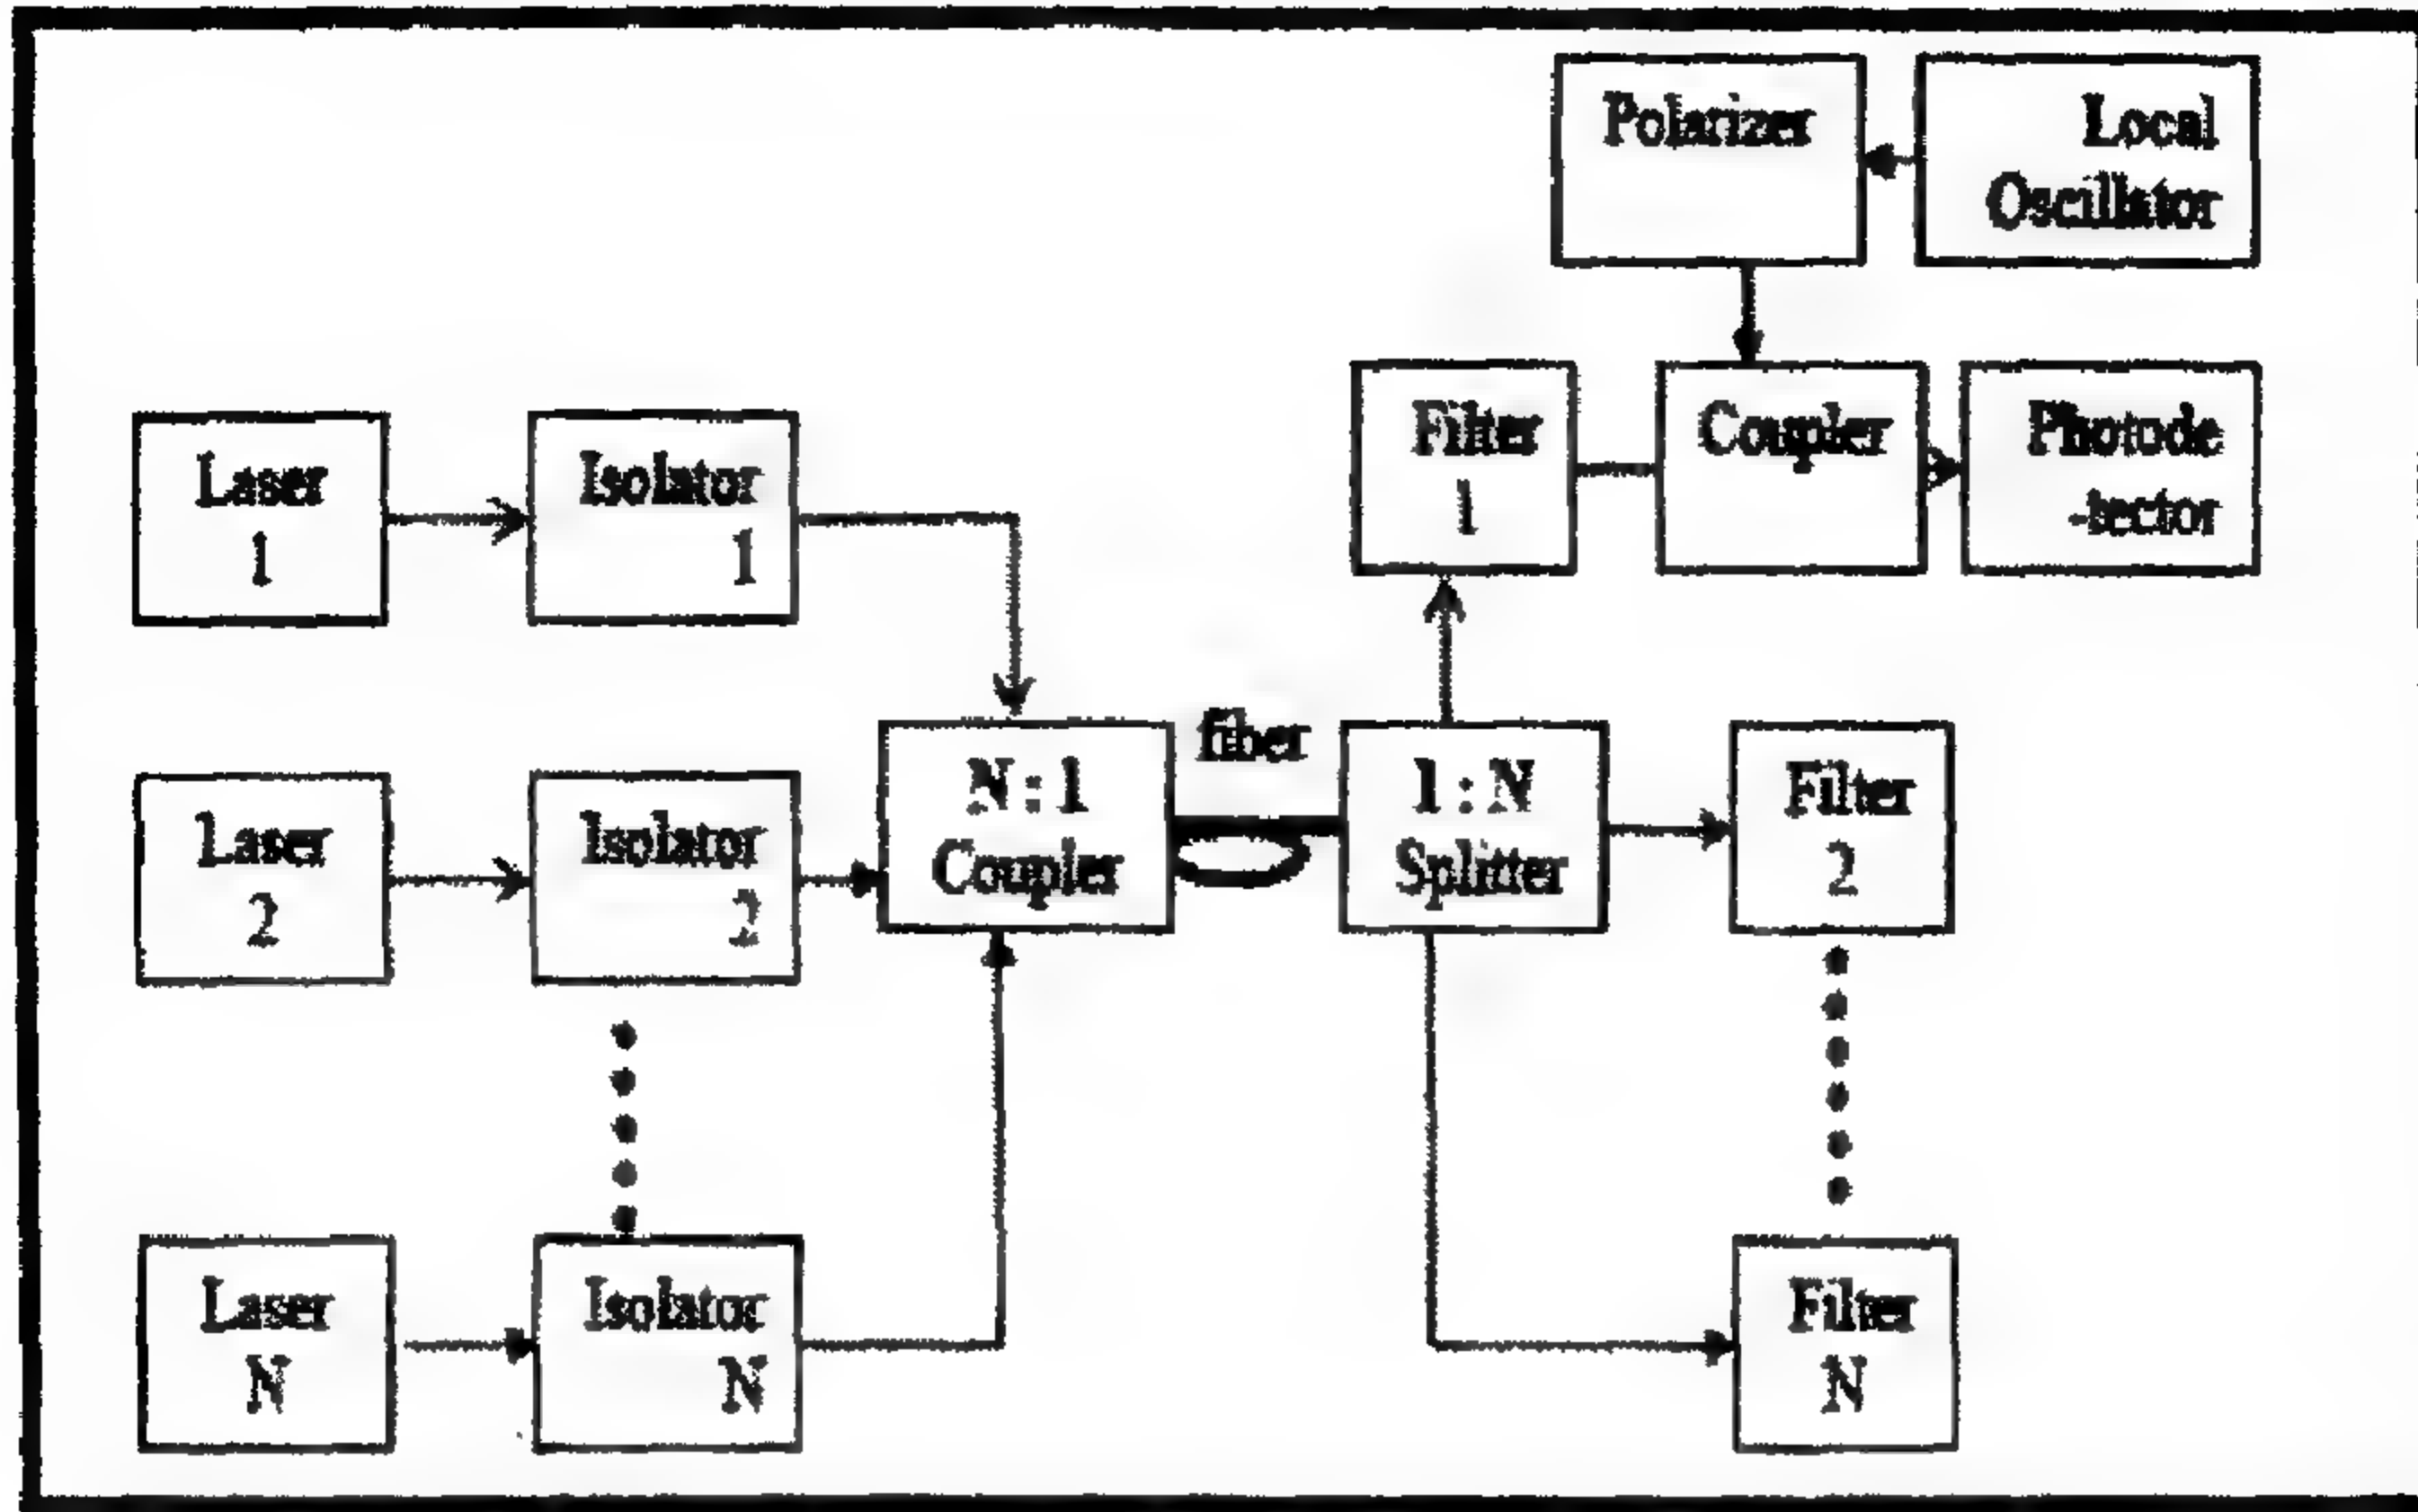 Polarizer
Local
Oscillator
Filter
1
Coupler
Photode
-tector
Laser
1
Isolator
1
fiber
Laser
2
Isolator
2
N:1
Coupler
1:N
Splitter
Filter
2
Laser
N
Isolator
N
Filter
N